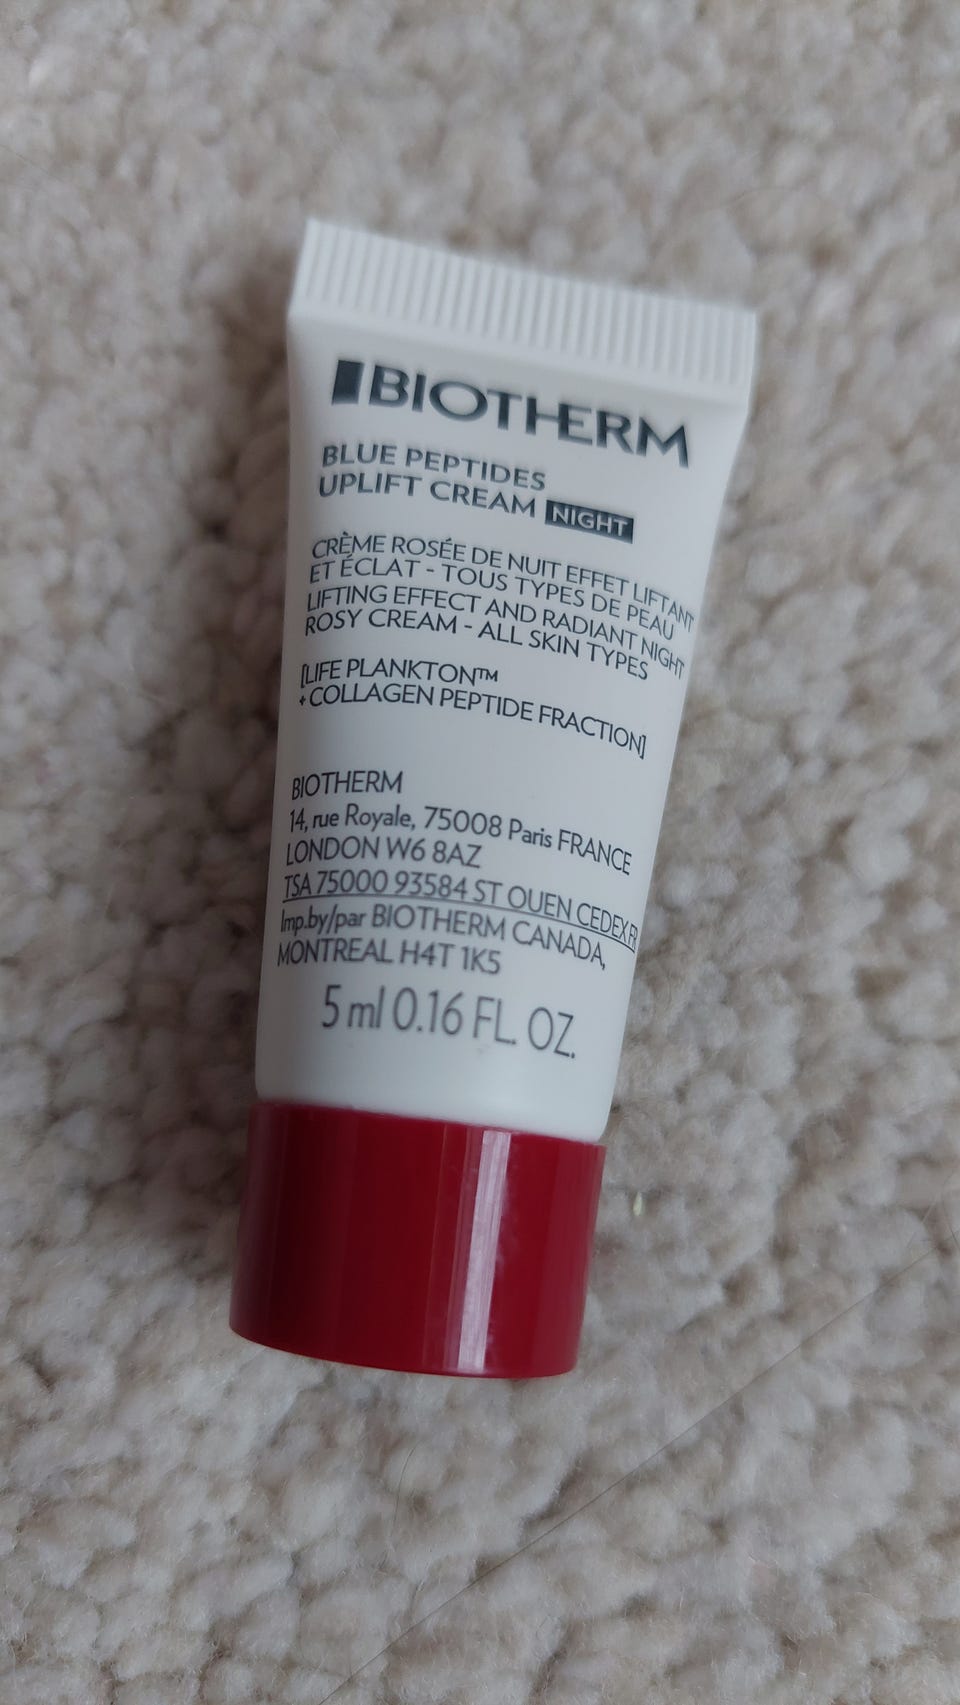 BIOTHERM
BLUE PEPTIDES
UPLIFT CREAM NIGHT
CRÈME ROSÉE DE NUIT EFFET LIFTANT
ET ÉCLAT - TOUS TYPES DE PEAU
LIFTING EFFECT AND RADIANT NIGHT
ROSY CREAM - ALL SKIN TYPES
[LIFE PLANKTON™
+ COLLAGEN PEPTIDE FRACTION]
BIOTHERM
14, rue Royale, 75008 Paris FRANCE
LONDON W6 8AZ
TSA 75000 93584 ST OUEN CEDEX FR
Imp.by/par BIOTHERM CANADA,
MONTREAL H4T 1K5
5 ml 0.16 FL. OZ.